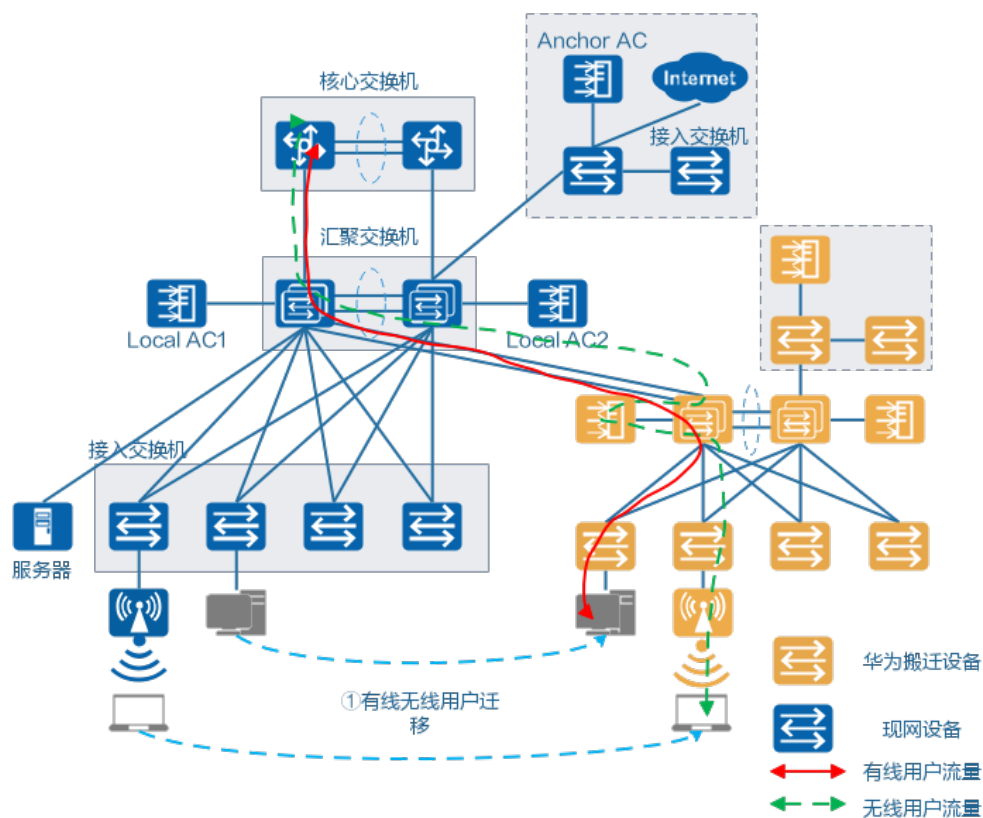 Anchor AC
Internet
核心交换机
接入交换机
汇聚交换机
Local AC1
Local AC2
接入交换机
服务器
①有线无线用户迁
移
华为搬迁设备
现网设备
有线用户流量
无线用户流量